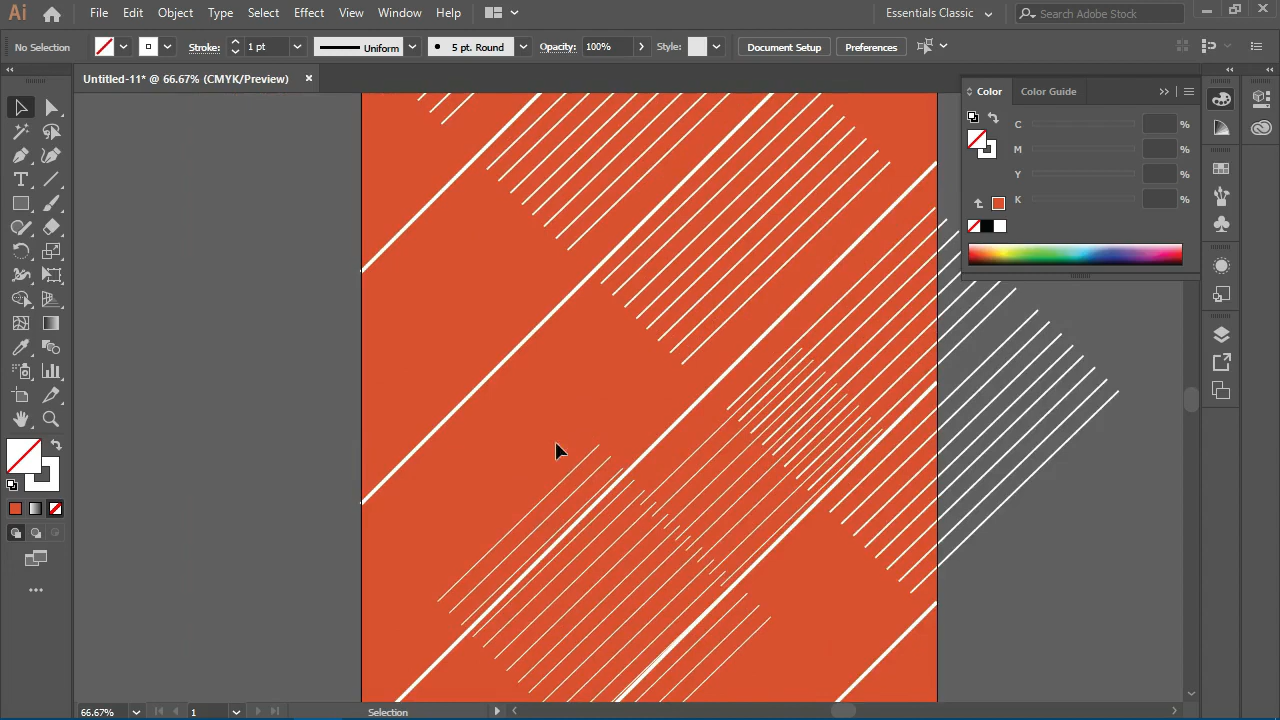 Ai File Edit Object Type Select Effect View Window Help Essentials Classic Search Adobe Stock
No Selection Stroke: 1 pt Uniform 5 pt. Round Opacity: 100% Style: Document Setup Preferences
Untitled-11* @ 66.67% (CMYK/Preview)
Color Color Guide
C %
M %
Y %
K %
66.67% 1 Selection